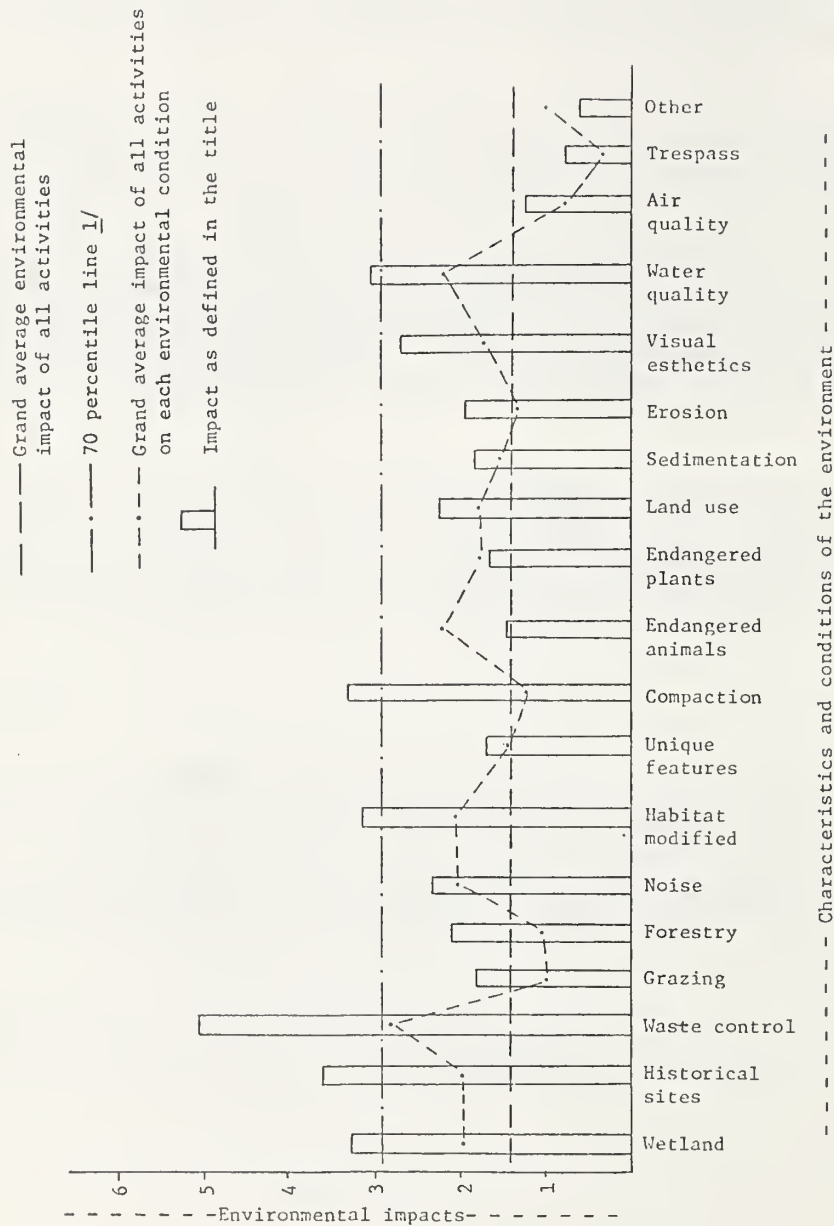 Grand average environmental
impact of all activities
70 percentile line 1/
Grand average impact of all activities
on each environmental condition
Impact as defined in the title
Other
Trespass
Air
quality
Water
quality
Visual
esthetics
Erosion
Sedimentation
Land use
Endangered
plants
Endangered
animals
Compaction
Unique
features
Habitat
modified
Noise
Forestry
Grazing
Waste control
Historical
sites
Wetland
6
5
4
3
2
1
Environmental impacts
Characteristics and conditions of the environment